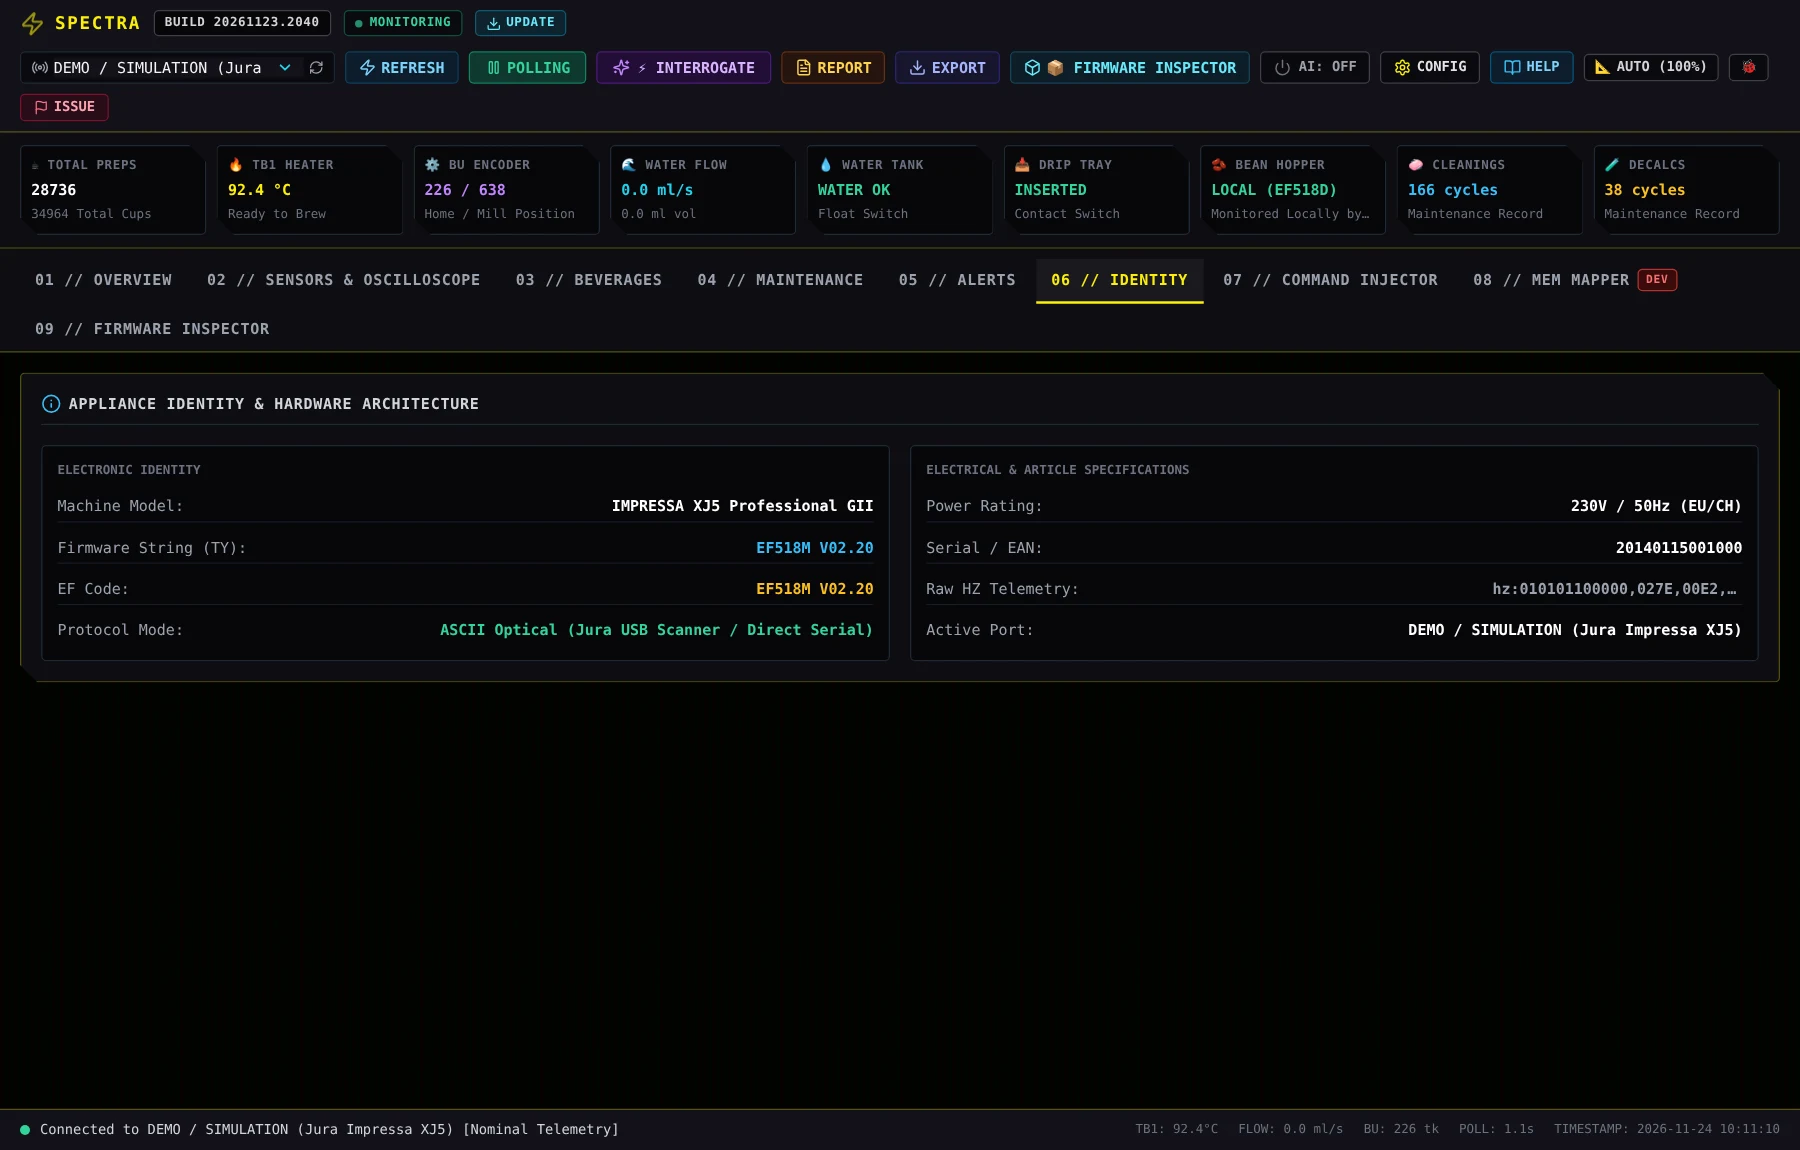 SPECTRA BUILD 20261123.2040 MONITORING UPDATE
DEMO / SIMULATION (Jura REFRESH POLLING ⚡ INTERROGATE REPORT EXPORT FIRMWARE INSPECTOR AI: OFF CONFIG HELP AUTO (100%)
ISSUE
TOTAL PREPS
28736
34964 Total Cups
TB1 HEATER
92.4 °C
Ready to Brew
BU ENCODER
226 / 638
Home / Mill Position
WATER FLOW
0.0 ml/s
0.0 ml vol
WATER TANK
WATER OK
Float Switch
DRIP TRAY
INSERTED
Contact Switch
BEAN HOPPER
LOCAL (EF518D)
Monitored Locally by…
CLEANINGS
166 cycles
Maintenance Record
DECALCS
38 cycles
Maintenance Record
01 // OVERVIEW 02 // SENSORS & OSCILLOSCOPE 03 // BEVERAGES 04 // MAINTENANCE 05 // ALERTS 06 // IDENTITY 07 // COMMAND INJECTOR 08 // MEM MAPPER DEV
09 // FIRMWARE INSPECTOR
APPLIANCE IDENTITY & HARDWARE ARCHITECTURE
ELECTRONIC IDENTITY
Machine Model: IMPRESSA XJ5 Professional GII
Firmware String (TY): EF518M V02.20
EF Code: EF518M V02.20
Protocol Mode: ASCII Optical (Jura USB Scanner / Direct Serial)
ELECTRICAL & ARTICLE SPECIFICATIONS
Power Rating: 230V / 50Hz (EU/CH)
Serial / EAN: 20140115001000
Raw HZ Telemetry: hz:010101100000,027E,00E2,…
Active Port: DEMO / SIMULATION (Jura Impressa XJ5)
Connected to DEMO / SIMULATION (Jura Impressa XJ5) [Nominal Telemetry] TB1: 92.4°C FLOW: 0.0 ml/s BU: 226 tk POLL: 1.1s TIMESTAMP: 2026-11-24 10:11:10